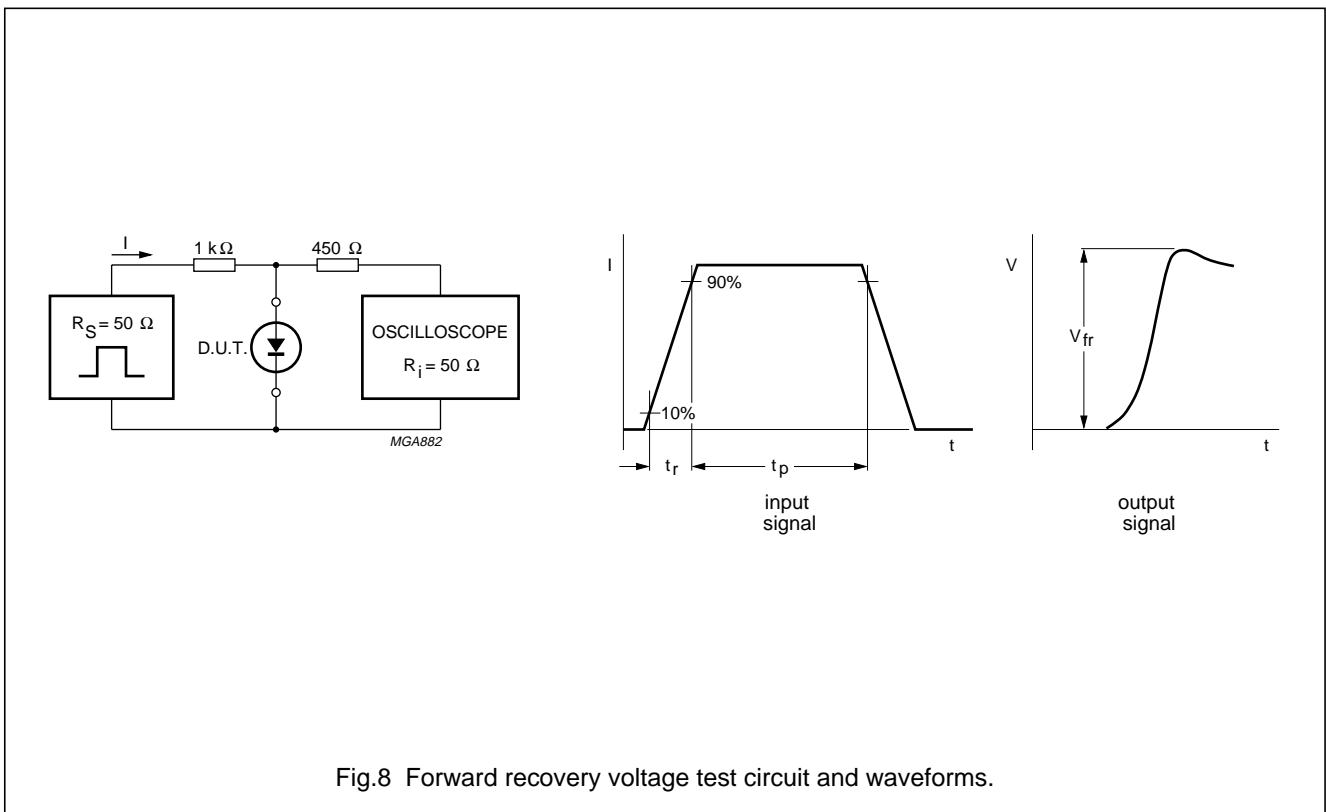 I
1 kΩ
450 Ω
R_S = 50 Ω
D.U.T.
OSCILLOSCOPE
R_i = 50 Ω
MGA882
I
90%
10%
t
t_r
t_p
input
signal
V
V_fr
t
output
signal
Fig.8 Forward recovery voltage test circuit and waveforms.